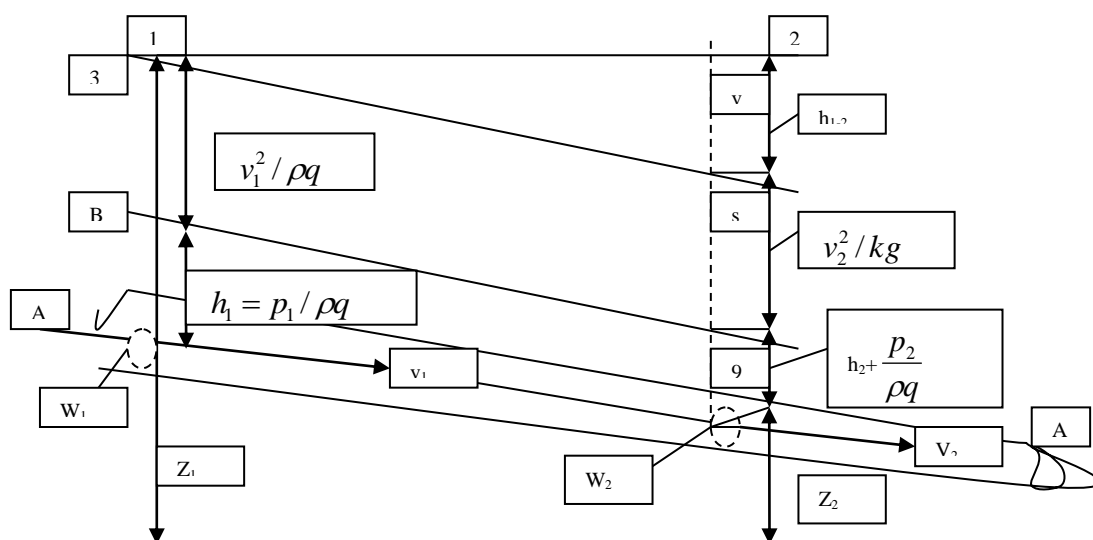 1
2
3
v
h₁₋₂
v₁² / ρq
B
s
v₂² / kg
h₁ = p₁ / ρq
A
v₁
9
h₂+ p₂/ρq
W₁
V₂
A
Z₁
W₂
Z₂